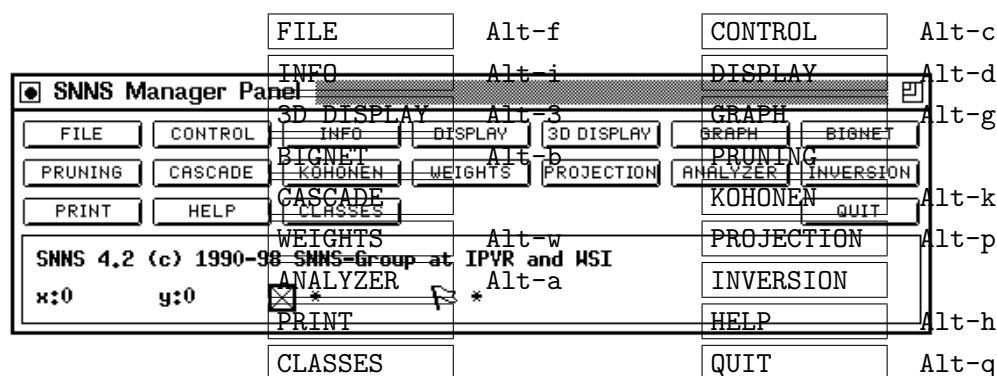 FILE Alt-f CONTROL Alt-c
INFO Alt-i DISPLAY Alt-d
SNNS Manager Panel
3D DISPLAY Alt-3 GRAPH Alt-g
FILE CONTROL INFO DISPLAY 3D DISPLAY GRAPH BIGNET
BIGNET Alt-b PRUNING
PRUNING CASCADE KOHONEN WEIGHTS PROJECTION ANALYZER INVERSION
CASCADE KOHONEN Alt-k
PRINT HELP CLASSES QUIT
WEIGHTS Alt-w PROJECTION Alt-p
SNNS 4.2 (c) 1990-98 SNNS-Group at IPVR and WSI
ANALYZER Alt-a INVERSION
x:0 y:0 * *
PRINT HELP Alt-h
CLASSES QUIT Alt-q